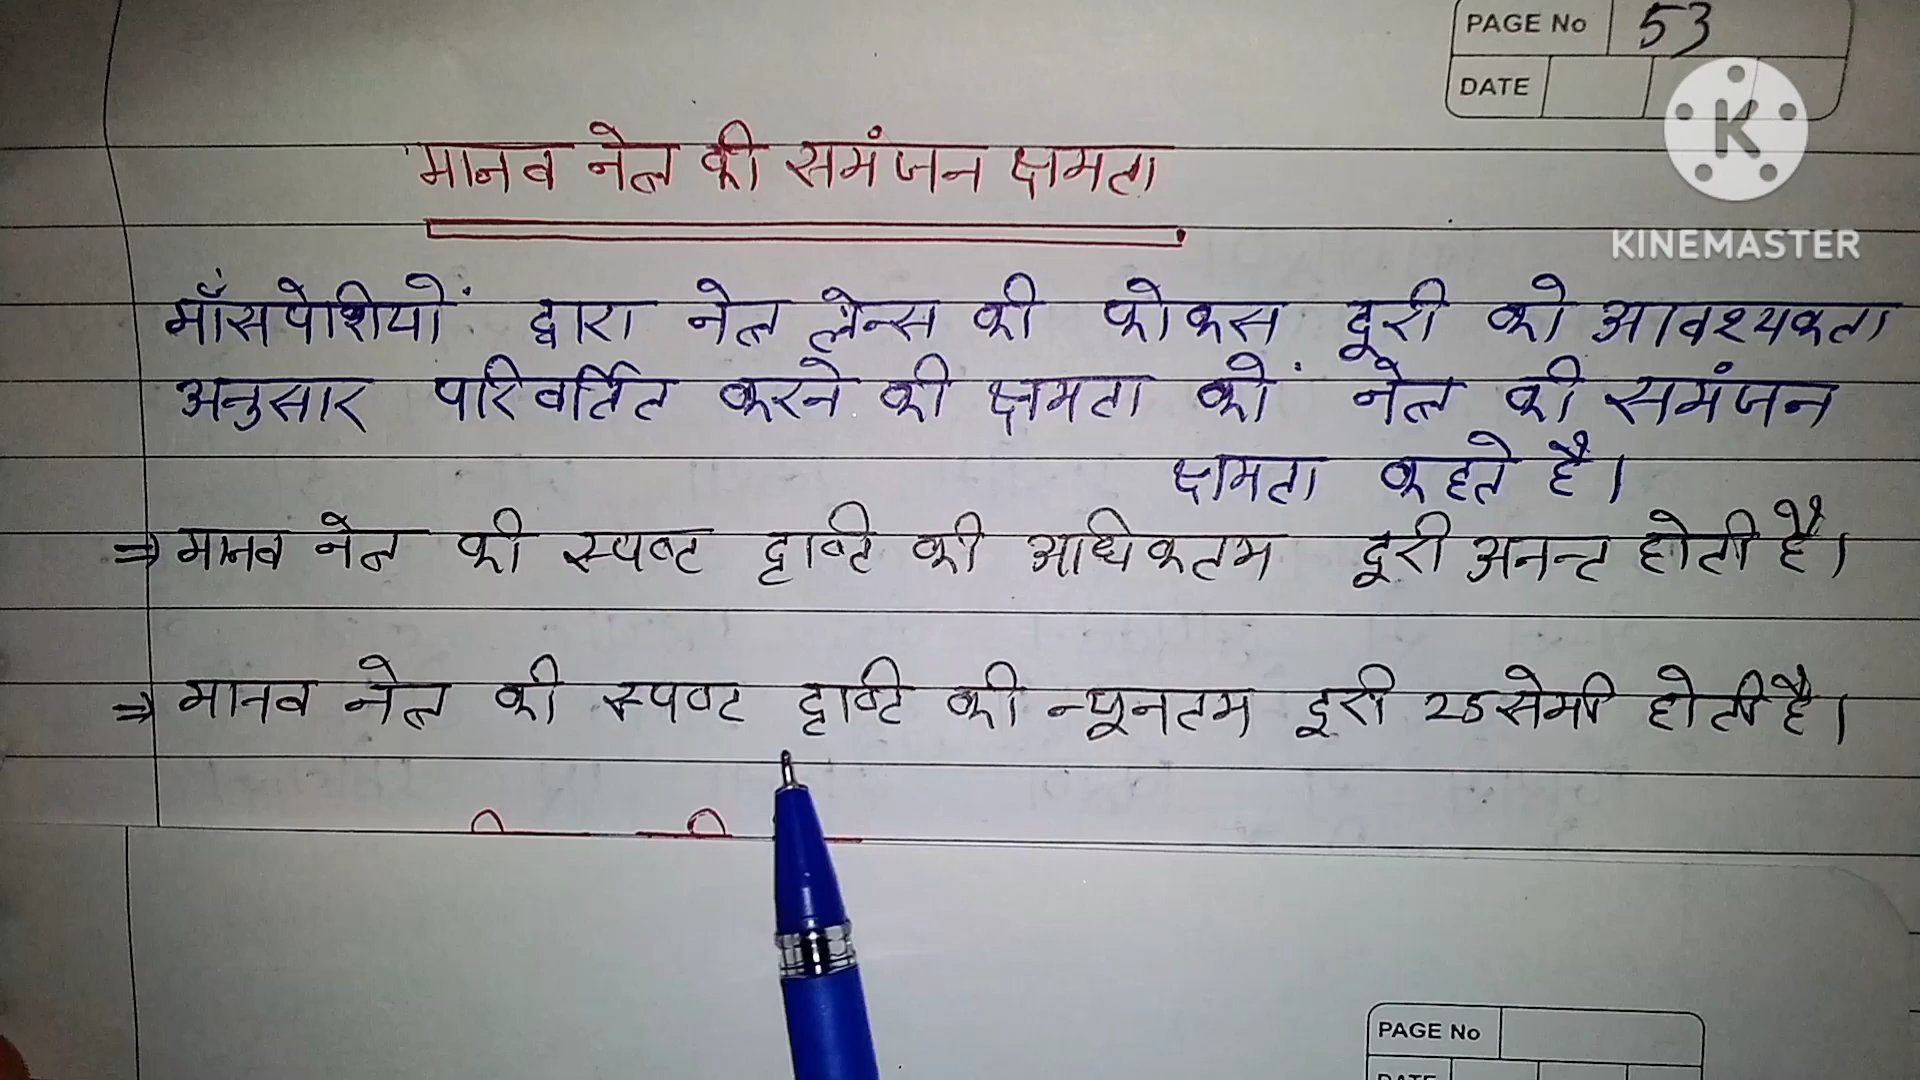 PAGE No 53
DATE
KINEMASTER
मानव नेत्र की समंजन क्षमता
माँसपेशियों द्वारा नेत्र लेन्स की फोकस दूरी को आवश्यकता
अनुसार परिवर्तित करने की क्षमता को नेत्र की समंजन
क्षमता कहते है।
⇒ मानव नेत्र की स्पष्ट दृष्टि की अधिकतम दूरी अनन्त होती है।
⇒ मानव नेत्र की स्पष्ट दृष्टि की न्यूनतम दूरी 25 सेमी होती है।
PAGE No
DATE